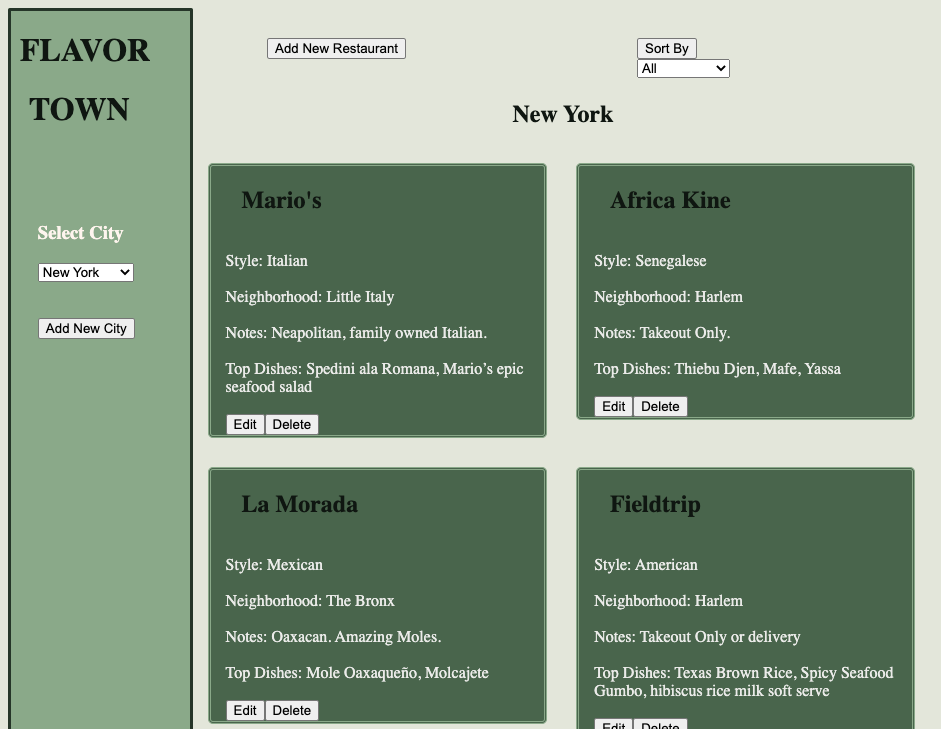 FLAVOR
TOWN
Select City
New York
Add New City
Add New Restaurant
Sort By
All
New York
Mario's
Style: Italian
Neighborhood: Little Italy
Notes: Neapolitan, family owned Italian.
Top Dishes: Spedini ala Romana, Mario’s epic
seafood salad
Edit Delete
Africa Kine
Style: Senegalese
Neighborhood: Harlem
Notes: Takeout Only.
Top Dishes: Thiebu Djen, Mafe, Yassa
Edit Delete
La Morada
Style: Mexican
Neighborhood: The Bronx
Notes: Oaxacan. Amazing Moles.
Top Dishes: Mole Oaxaqueño, Molcajete
Edit Delete
Fieldtrip
Style: American
Neighborhood: Harlem
Notes: Takeout Only or delivery
Top Dishes: Texas Brown Rice, Spicy Seafood
Gumbo, hibiscus rice milk soft serve
Edit Delete